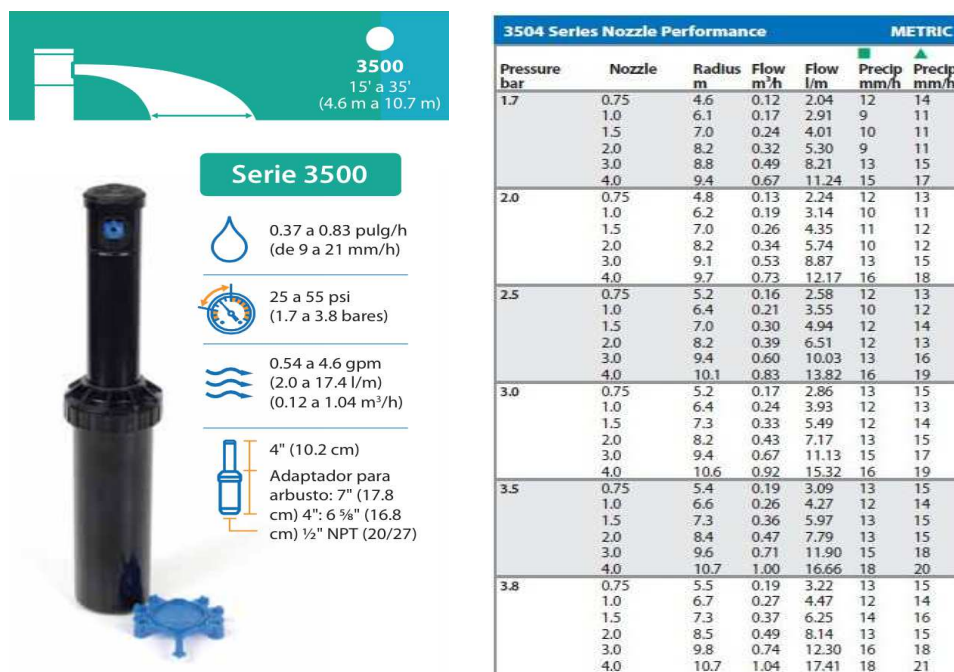 3500
15' a 35'
(4.6 m a 10.7 m)
Serie 3500
0.37 a 0.83 pulg/h
(de 9 a 21 mm/h)
25 a 55 psi
(1.7 a 3.8 bares)
0.54 a 4.6 gpm
(2.0 a 17.4 l/m)
(0.12 a 1.04 m³/h)
4" (10.2 cm)
Adaptador para
arbusto: 7" (17.8
cm) 4": 6 ⅝" (16.8
cm) ½" NPT (20/27)
3504 Series Nozzle Performance METRIC
Pressure Nozzle Radius Flow Flow Precip Precip
bar m m³/h l/m mm/h mm/h
1.7 0.75 4.6 0.12 2.04 12 14
1.0 6.1 0.17 2.91 9 11
1.5 7.0 0.24 4.01 10 11
2.0 8.2 0.32 5.30 9 11
3.0 8.8 0.49 8.21 13 15
4.0 9.4 0.67 11.24 15 17
2.0 0.75 4.8 0.13 2.24 12 13
1.0 6.2 0.19 3.14 10 11
1.5 7.0 0.26 4.35 11 12
2.0 8.2 0.34 5.74 10 12
3.0 9.1 0.53 8.87 13 15
4.0 9.7 0.73 12.17 16 18
2.5 0.75 5.2 0.16 2.58 12 13
1.0 6.4 0.21 3.55 10 12
1.5 7.0 0.30 4.94 12 14
2.0 8.2 0.39 6.51 12 13
3.0 9.4 0.60 10.03 13 16
4.0 10.1 0.83 13.82 16 19
3.0 0.75 5.2 0.17 2.86 13 15
1.0 6.4 0.24 3.93 12 13
1.5 7.3 0.33 5.49 12 14
2.0 8.2 0.43 7.17 13 15
3.0 9.4 0.67 11.13 15 17
4.0 10.6 0.92 15.32 16 19
3.5 0.75 5.4 0.19 3.09 13 15
1.0 6.6 0.26 4.27 12 14
1.5 7.3 0.36 5.97 13 15
2.0 8.4 0.47 7.79 13 15
3.0 9.6 0.71 11.90 15 18
4.0 10.7 1.00 16.66 18 20
3.8 0.75 5.5 0.19 3.22 13 15
1.0 6.7 0.27 4.47 12 14
1.5 7.3 0.37 6.25 14 16
2.0 8.5 0.49 8.14 13 15
3.0 9.8 0.74 12.30 16 18
4.0 10.7 1.04 17.41 18 21